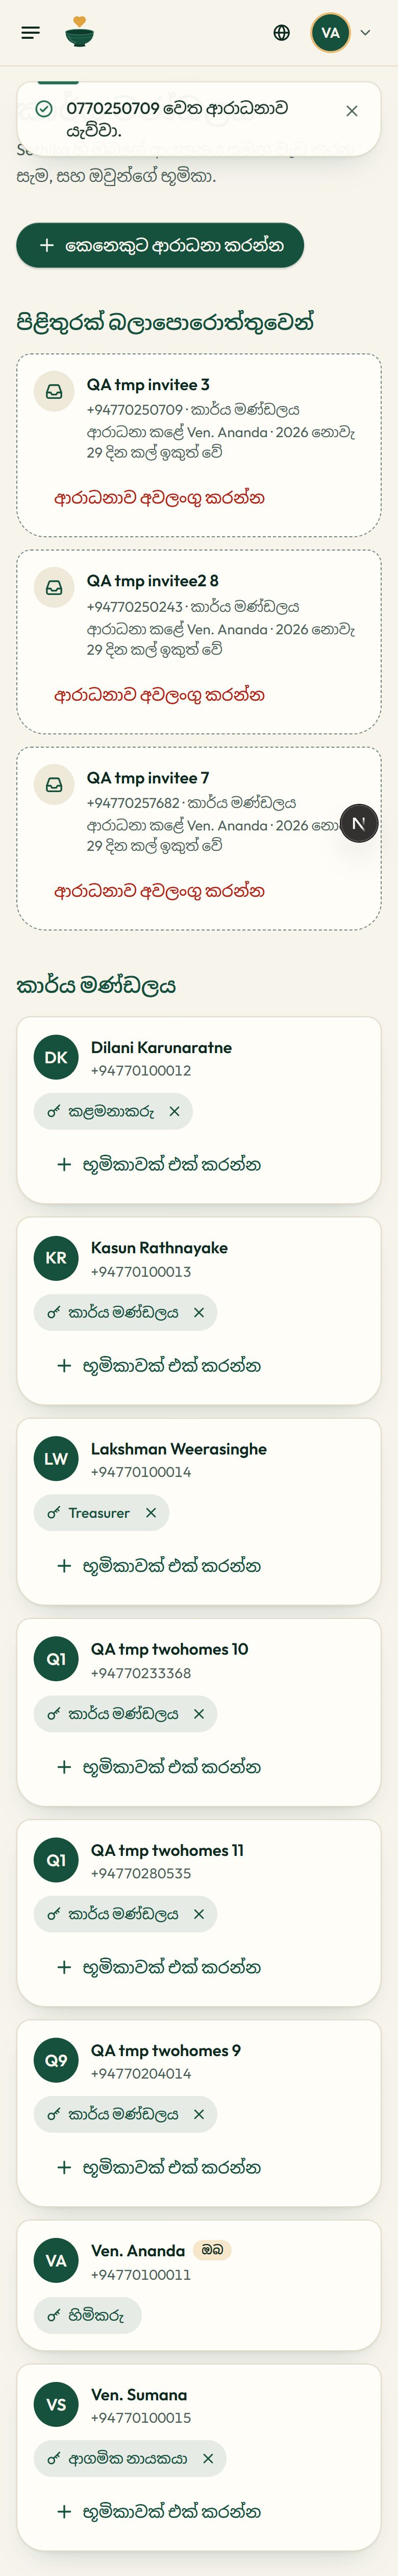 VA
0770250709 වෙත ආරාධනාව
යැව්වා.
සැම, සහ ඔවුන්ගේ භූමිකා.
කෙනෙකුට ආරාධනා කරන්න
පිළිතුරක් බලාපොරොත්තුවෙන්
QA tmp invitee 3
+94770250709 · කාර්ය මණ්ඩලය
ආරාධනා කළේ Ven. Ananda · 2026 නොවැ
29 දින කල් ඉකුත් වේ
ආරාධනාව අවලංගු කරන්න
QA tmp invitee2 8
+94770250243 · කාර්ය මණ්ඩලය
ආරාධනා කළේ Ven. Ananda · 2026 නොවැ
29 දින කල් ඉකුත් වේ
ආරාධනාව අවලංගු කරන්න
QA tmp invitee 7
+94770257682 · කාර්ය මණ්ඩලය
ආරාධනා කළේ Ven. Ananda · 2026
N
29 දින කල් ඉකුත් වේ
ආරාධනාව අවලංගු කරන්න
කාර්ය මණ්ඩලය
DK
Dilani Karunaratne
+94770100012
කළමනාකරු
භූමිකාවක් එක් කරන්න
KR
Kasun Rathnayake
+94770100013
කාර්ය මණ්ඩලය
භූමිකාවක් එක් කරන්න
LW
Lakshman Weerasinghe
+94770100014
Treasurer
භූමිකාවක් එක් කරන්න
Q1
QA tmp twohomes 10
+94770233368
කාර්ය මණ්ඩලය
භූමිකාවක් එක් කරන්න
Q1
QA tmp twohomes 11
+94770280535
කාර්ය මණ්ඩලය
භූමිකාවක් එක් කරන්න
Q9
QA tmp twohomes 9
+94770204014
කාර්ය මණ්ඩලය
භූමිකාවක් එක් කරන්න
VA
Ven. Ananda ඔබ
+94770100011
හිමිකරු
VS
Ven. Sumana
+94770100015
ආගමික නායකයා
භූමිකාවක් එක් කරන්න